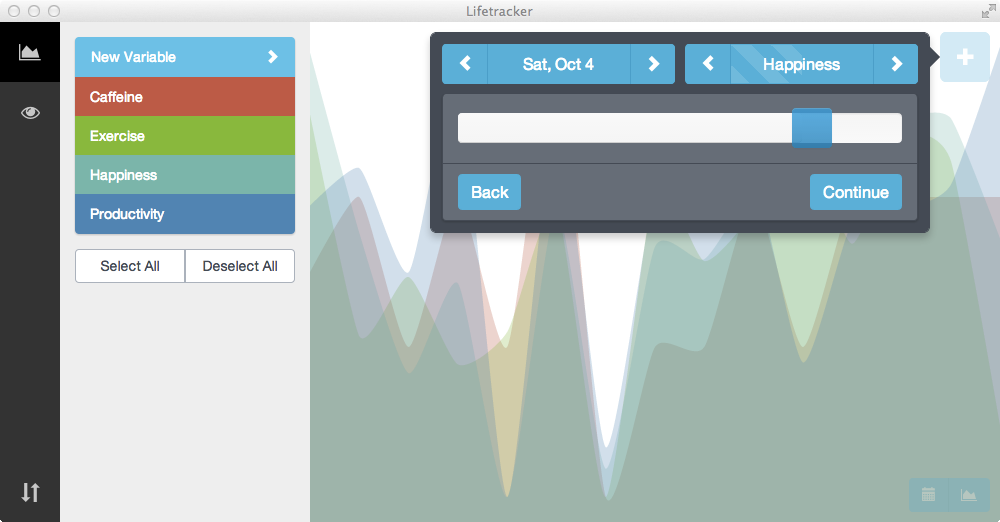 Lifetracker
New Variable
Caffeine
Exercise
Happiness
Productivity
Select All
Deselect All
Sat, Oct 4
Happiness
Back
Continue